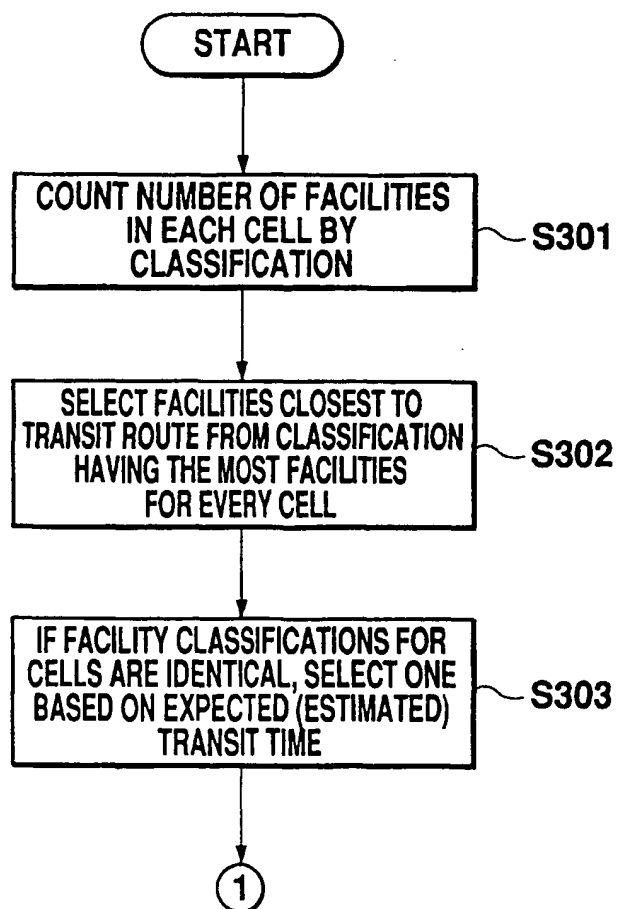 START
COUNT NUMBER OF FACILITIES
IN EACH CELL BY
CLASSIFICATION
S301
SELECT FACILITIES CLOSEST TO
TRANSIT ROUTE FROM CLASSIFICATION
HAVING THE MOST FACILITIES
FOR EVERY CELL
S302
IF FACILITY CLASSIFICATIONS FOR
CELLS ARE IDENTICAL, SELECT ONE
BASED ON EXPECTED (ESTIMATED)
TRANSIT TIME
S303
1